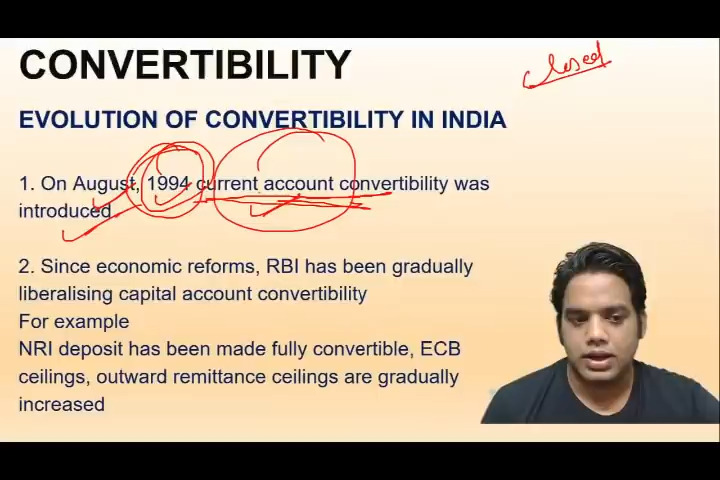 CONVERTIBILITY
closed
EVOLUTION OF CONVERTIBILITY IN INDIA
1. On August, 1994 current account convertibility was
introduced
2. Since economic reforms, RBI has been gradually
liberalising capital account convertibility
For example
NRI deposit has been made fully convertible, ECB
ceilings, outward remittance ceilings are gradually
increased